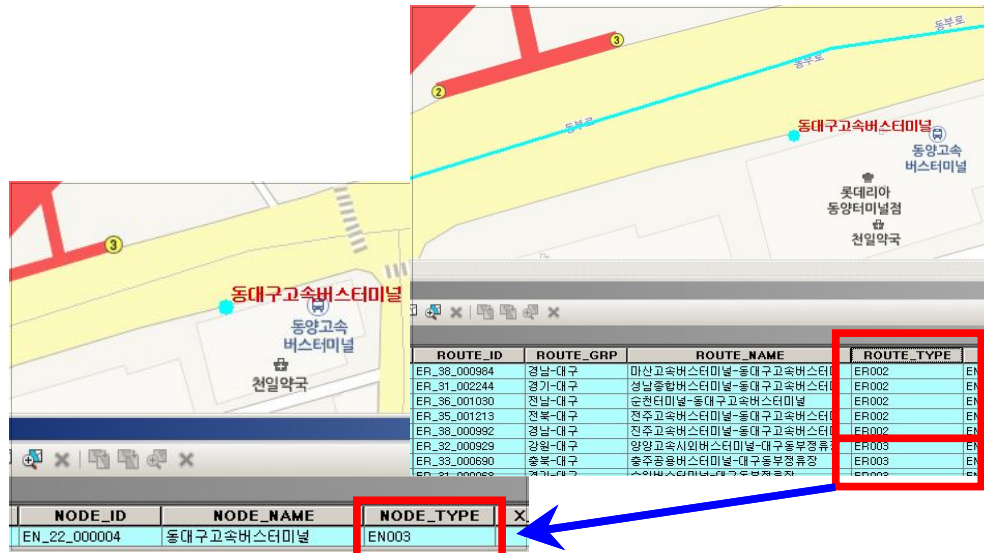 동부로
3
동부로
2
동부로
동대구고속버스터미널
동양고속
버스터미널
롯데리아
동양터미널점
천일약국
3
동대구고속버스터미널
동양고속
버스터미널
천일약국
ROUTE_ID ROUTE_GRP ROUTE_NAME ROUTE_TYPE
ER_38_000984 경남-대구 마산고속버스터미널-동대구고속버스터미 ER002 EN
ER_31_002244 경기-대구 성남종합버스터미널-동대구고속버스터 ER002 EN
ER_36_001030 전남-대구 순천터미널-동대구고속버스터미널 ER002 EN
ER_35_001213 전북-대구 전주고속버스터미널-동대구고속버스터미 ER002 EN
ER_38_000992 경남-대구 진주고속버스터미널-동대구고속버스터미 ER002 EN
ER_32_000929 강원-대구 양양고속시외버스터미널-대구동부정류장 ER003 EN
ER_33_000690 충북-대구 충주공용버스터미널-대구동부정류장 ER003 EN
NODE_ID NODE_NAME NODE_TYPE X
EN_22_000004 동대구고속버스터미널 EN003